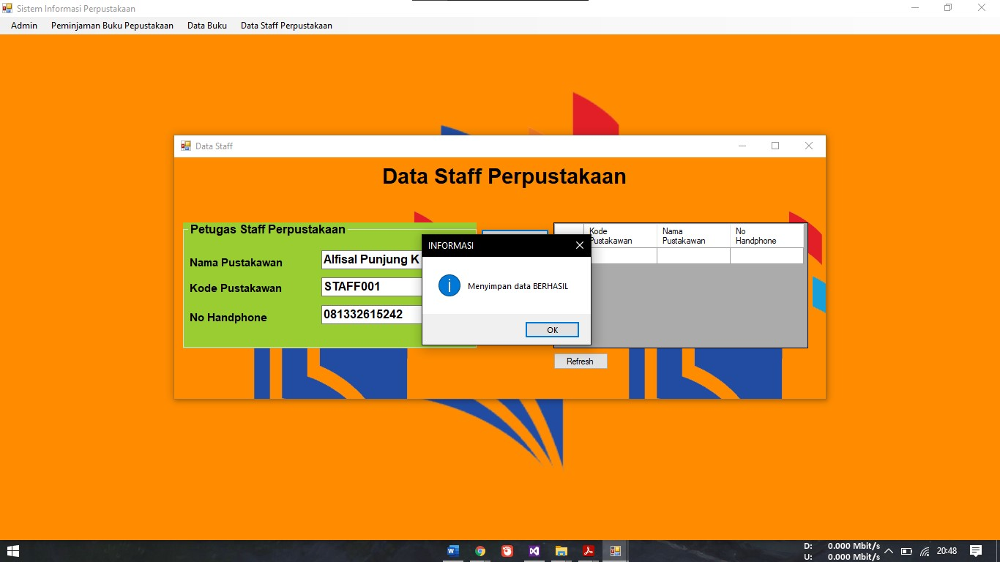 Sistem Informasi Perpustakaan
Admin Peminjaman Buku Pepustakaan Data Buku Data Staff Perpustakaan
Data Staff
Data Staff Perpustakaan
Petugas Staff Perpustakaan
Nama Pustakawan Alfisal Punjung K
Kode Pustakawan STAFF001
No Handphone 081332615242
INFORMASI
Menyimpan data BERHASIL
OK
Kode Pustakawan
Nama Pustakawan
No Handphone
Refresh
D: 0.000 Mbit/s
U: 0.000 Mbit/s
20:48